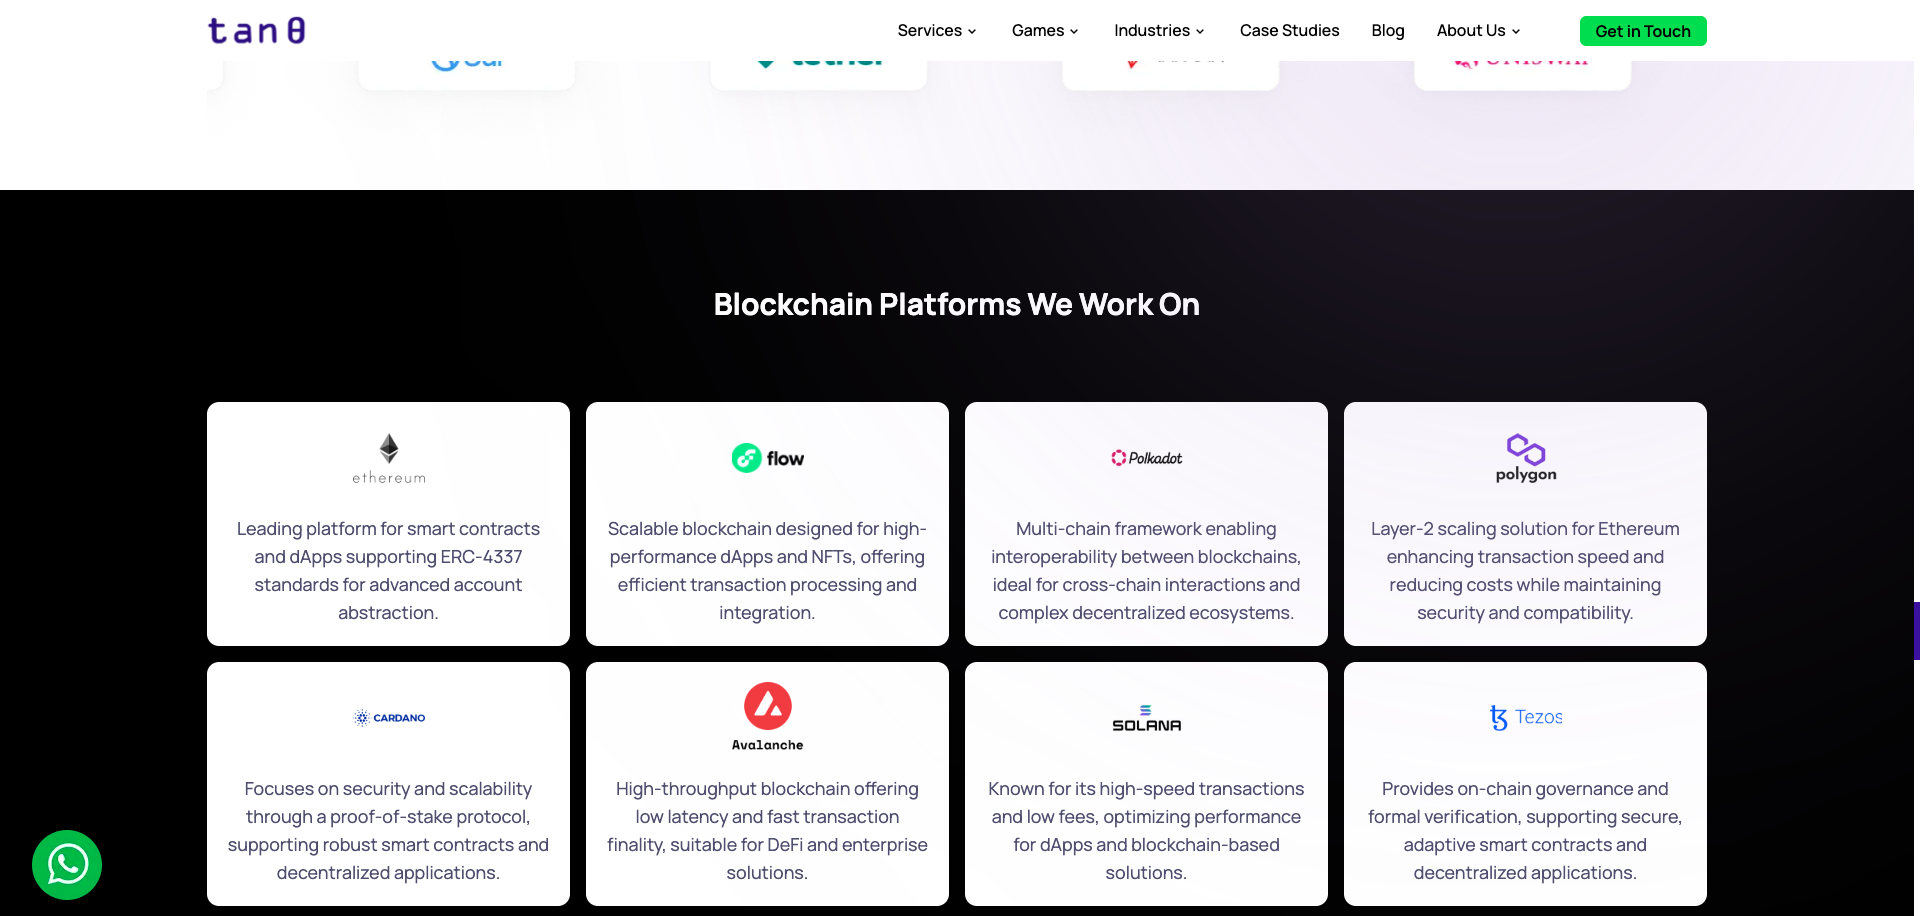 tan θ
Services
Games
Industries
Case Studies
Blog
About Us
Get in Touch
Blockchain Platforms We Work On
ethereum
Leading platform for smart contracts
and dApps supporting ERC-4337
standards for advanced account
abstraction.
flow
Scalable blockchain designed for high-
performance dApps and NFTs, offering
efficient transaction processing and
integration.
Polkadot
Multi-chain framework enabling
interoperability between blockchains,
ideal for cross-chain interactions and
complex decentralized ecosystems.
polygon
Layer-2 scaling solution for Ethereum
enhancing transaction speed and
reducing costs while maintaining
security and compatibility.
CARDANO
Focuses on security and scalability
through a proof-of-stake protocol,
supporting robust smart contracts and
decentralized applications.
Avalanche
High-throughput blockchain offering
low latency and fast transaction
finality, suitable for DeFi and enterprise
solutions.
SOLANA
Known for its high-speed transactions
and low fees, optimizing performance
for dApps and blockchain-based
solutions.
Tezos
Provides on-chain governance and
formal verification, supporting secure,
adaptive smart contracts and
decentralized applications.